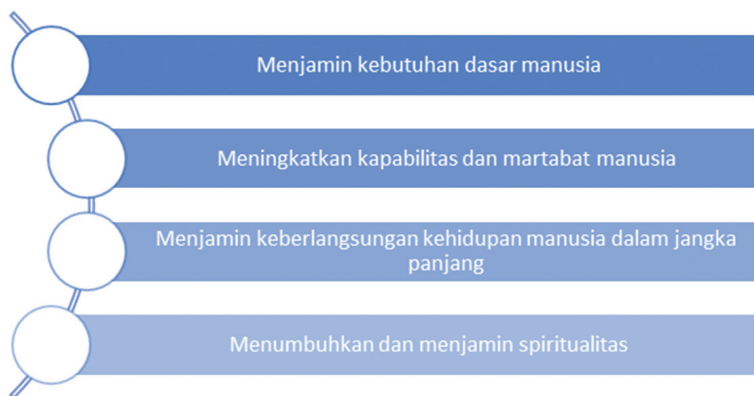 Menjamin kebutuhan dasar manusia
Meningkatkan kapabilitas dan martabat manusia
Menjamin keberlangsungan kehidupan manusia dalam jangka
panjang
Menumbuhkan dan menjamin spiritualitas